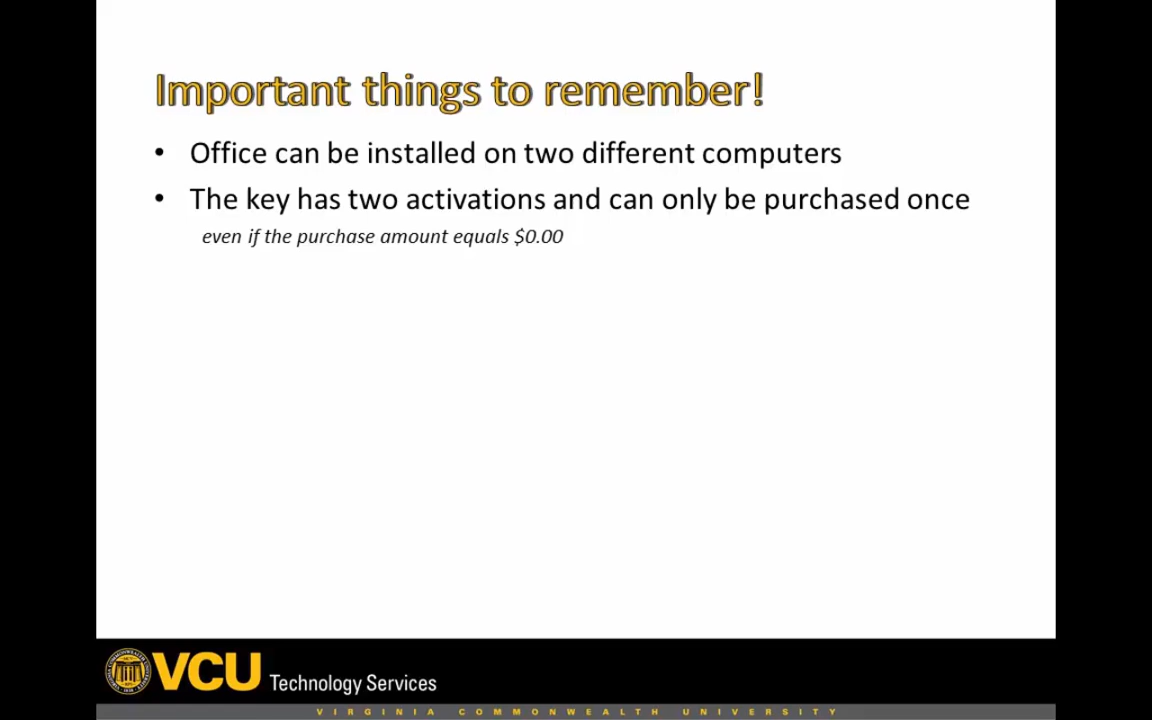 Important things to remember!
• Office can be installed on two different computers
• The key has two activations and can only be purchased once
even if the purchase amount equals $0.00
VCU Technology Services
VIRGINIA COMMONWEALTH UNIVERSITY